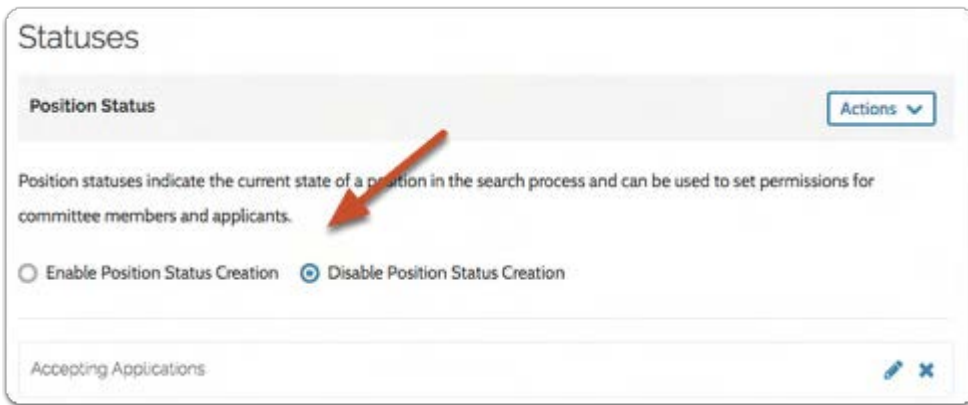 Statuses
Position Status
Actions
Position statuses indicate the current state of a position in the search process and can be used to set permissions for
committee members and applicants.
Enable Position Status Creation Disable Position Status Creation
Accepting Applications